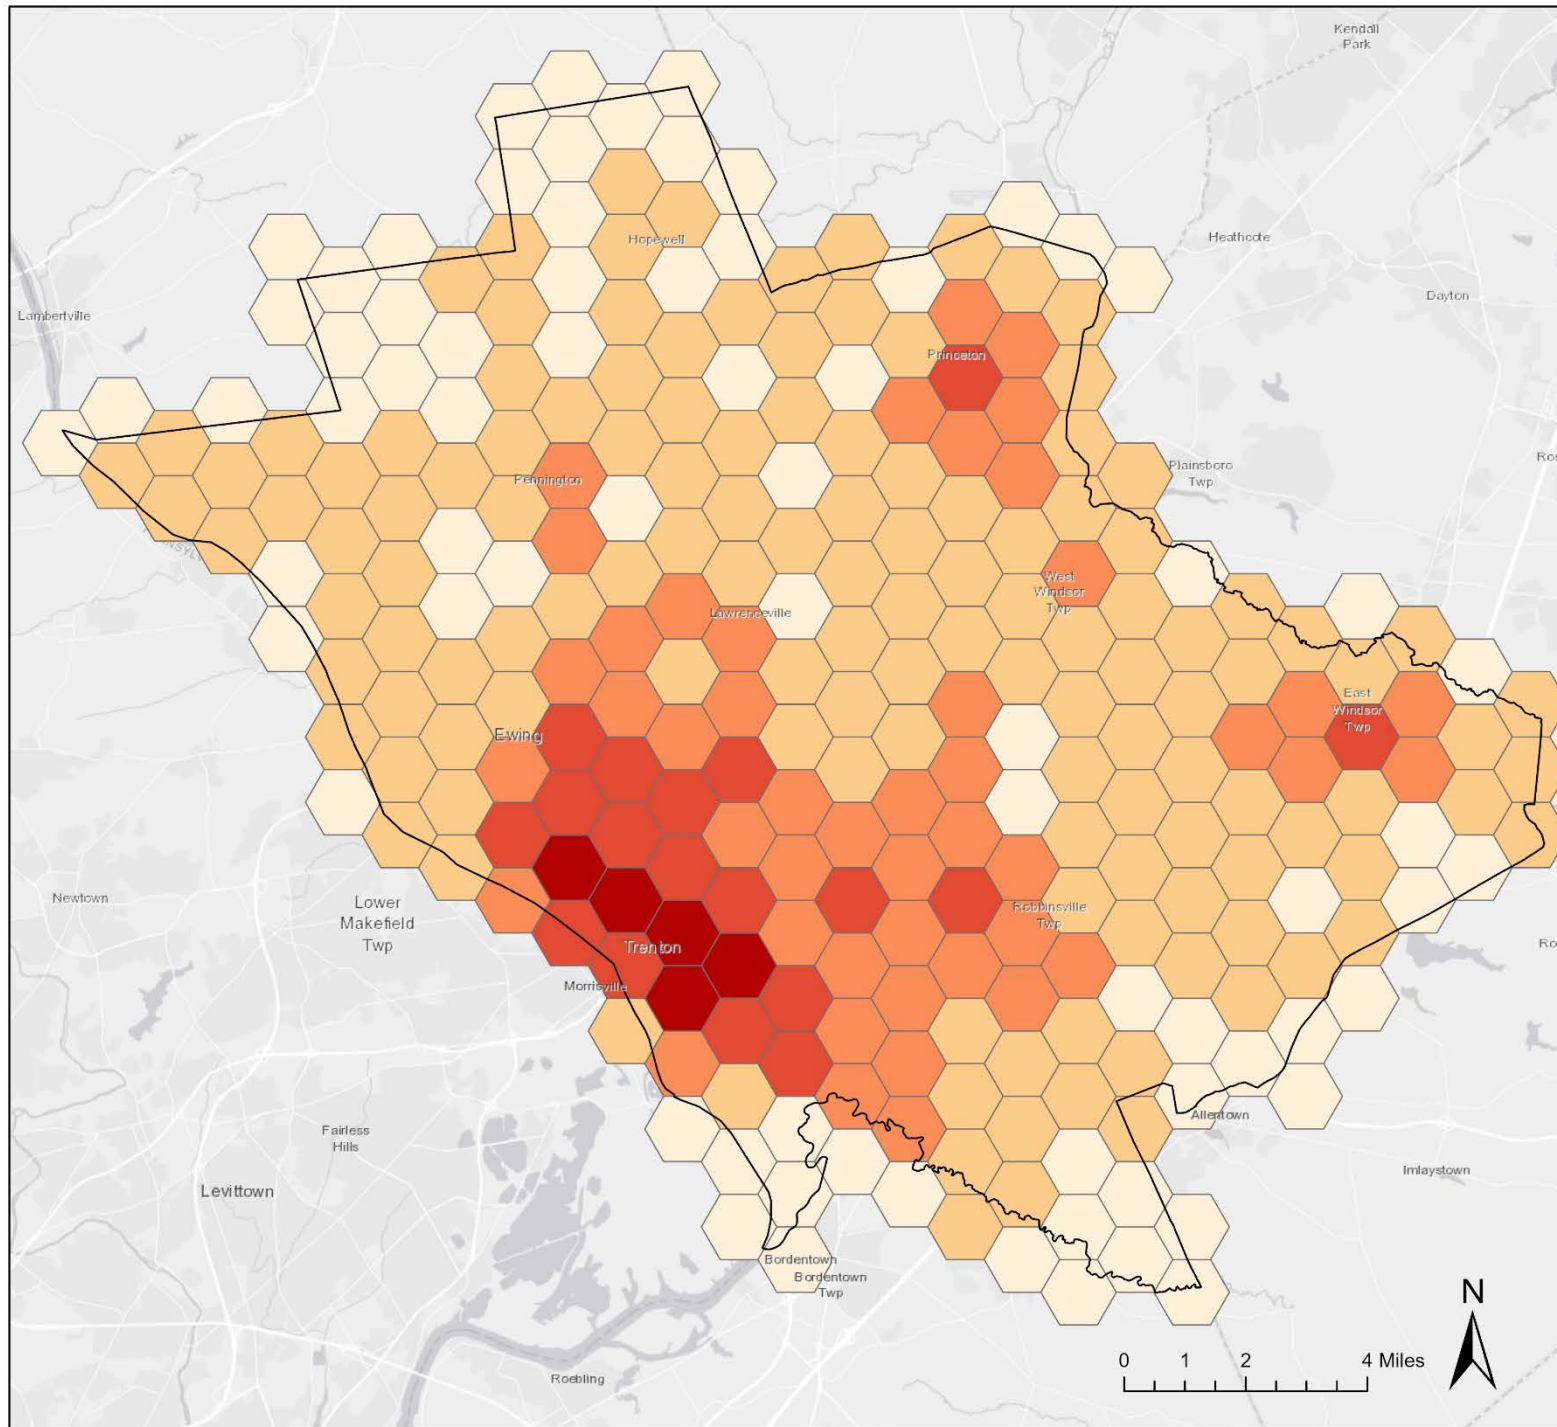 Kendall
Park
Hopewell
Heathcote
Dayton
Lambertville
Princeton
Plainsboro
Twp
Pennington
West
Windsor
Twp
Lawrenceville
East
Windsor
Twp
Ewing
Newtown
Lower
Makefield
Twp
Robbinsville
Twp
Trenton
Morrisville
Allentown
Fairless
Hills
Imlaystown
Levittown
Bordentown
Bordentown
Twp
Roebling
N
0 1 2 4 Miles